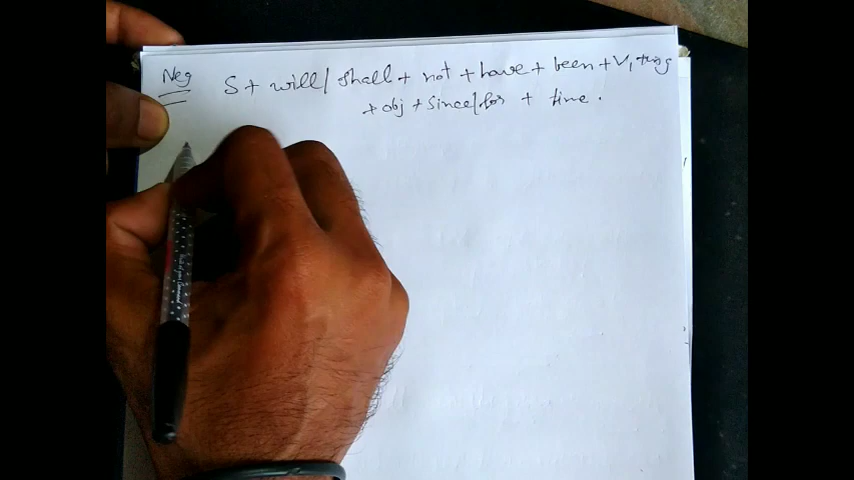 Neg S + will/ shall + not + have + been + V1 + ing
+ obj + since/for + time.